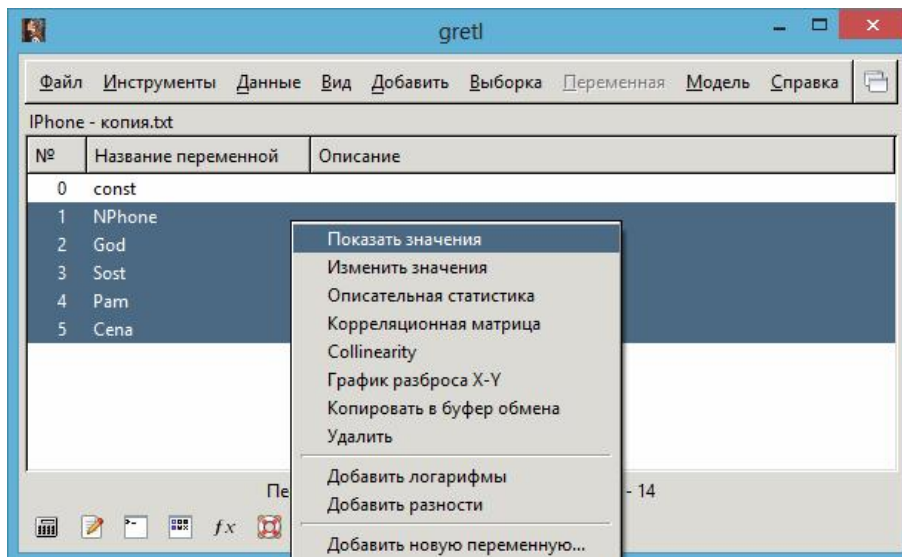 gretl
Файл Инструменты Данные Вид Добавить Выборка Переменная Модель Справка
IPhone - копия.txt
№ Название переменной Описание
0 const
1 NPhone
2 God
3 Sost
4 Pam
5 Cena
Показать значения
Изменить значения
Описательная статистика
Корреляционная матрица
Collinearity
График разброса X-Y
Копировать в буфер обмена
Удалить
Добавить логарифмы
Добавить разности
Добавить новую переменную...
Пе - 14
fx